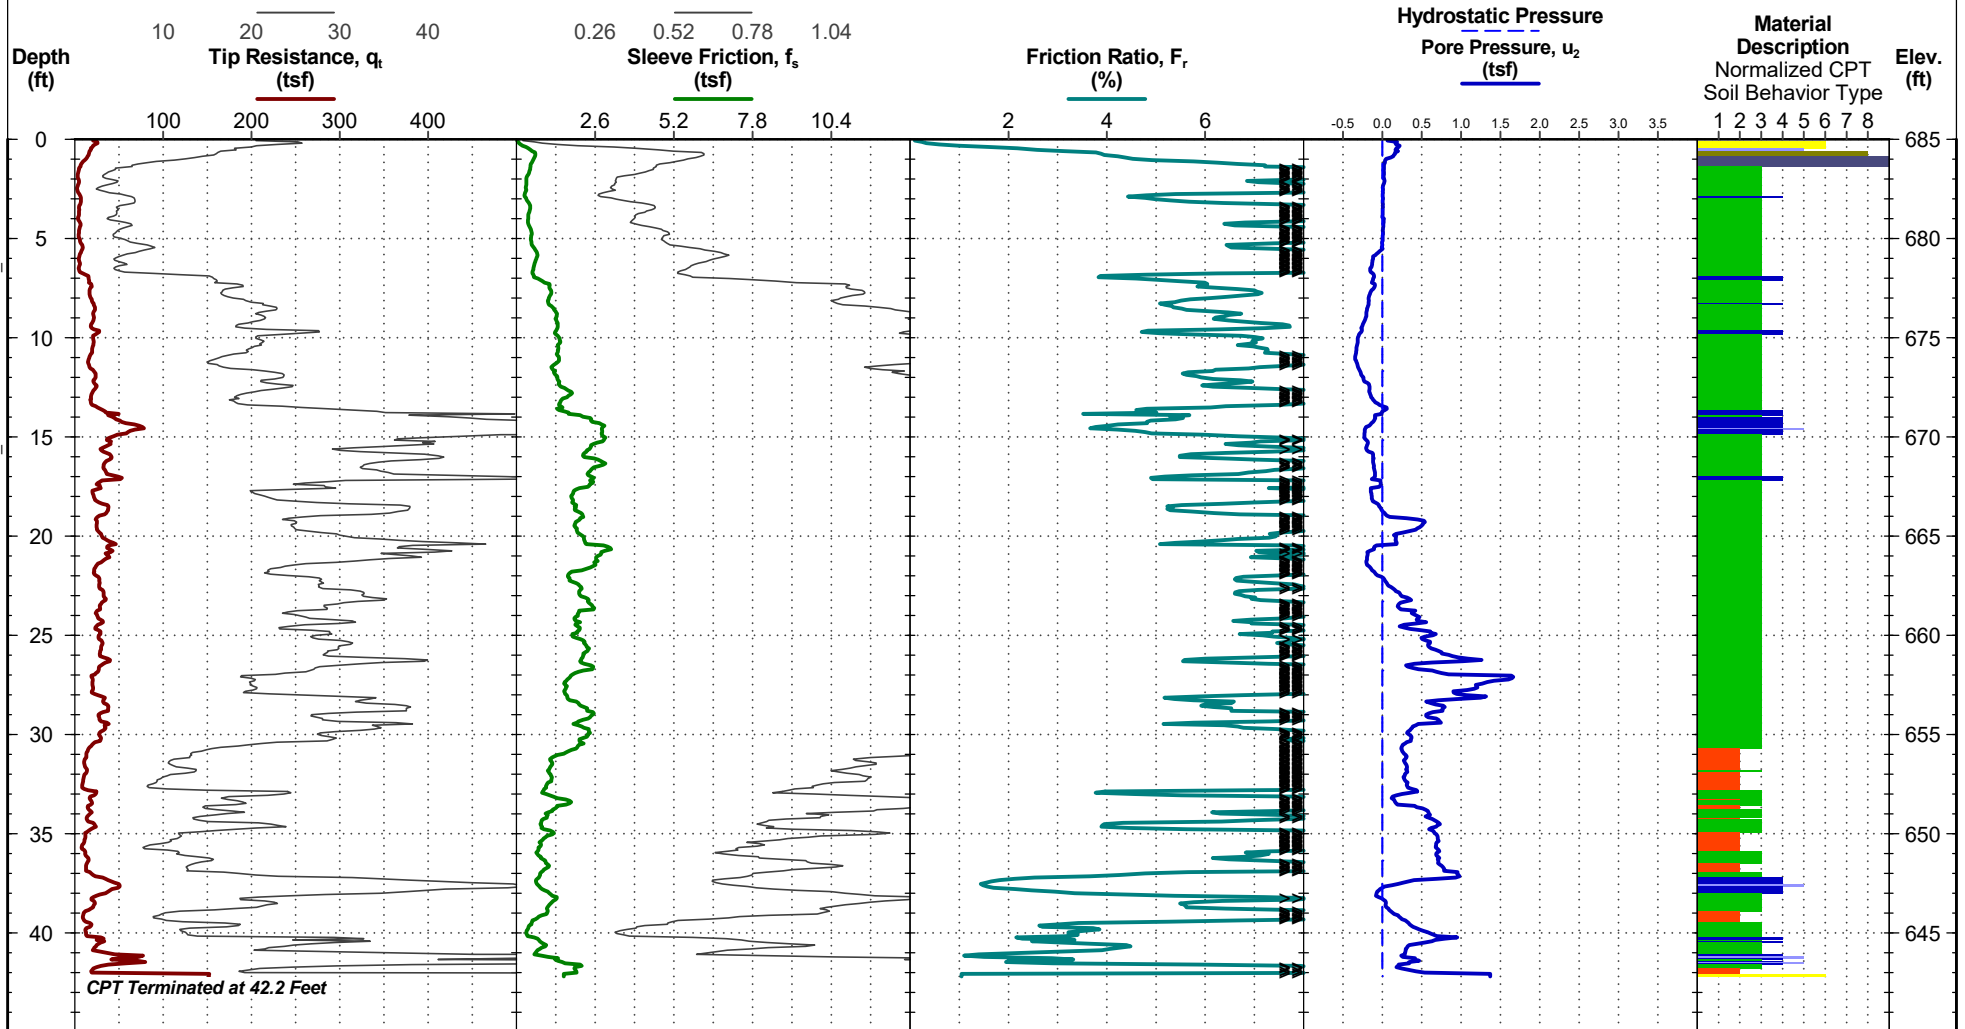 10 20 30 40
0.26 0.52 0.78 1.04
Hydrostatic Pressure
Depth
(ft)
Tip Resistance, qt
(tsf)
Sleeve Friction, fs
(tsf)
Friction Ratio, Fr
(%)
Pore Pressure, u2
(tsf)
Material
Description
Normalized CPT
Soil Behavior Type
Elev.
(ft)
100 200 300 400
2.6 5.2 7.8 10.4
2 4 6
-0.5 0.0 0.5 1.0 1.5 2.0 2.5 3.0 3.5
1 2 3 4 5 6 7 8
0 685
5 680
10 675
15 670
20 665
25 660
30 655
35 650
40 645
CPT Terminated at 42.2 Feet